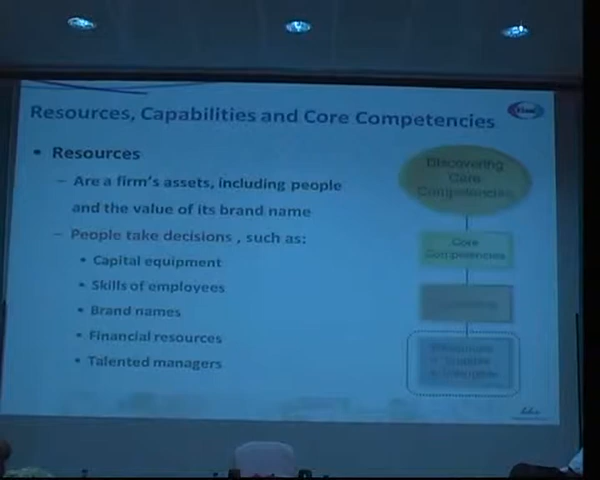 Resources, Capabilities and Core Competencies
• Resources
– Are a firm's assets, including people
and the value of its brand name
– People take decisions , such as:
• Capital equipment
• Skills of employees
• Brand names
• Financial resources
• Talented managers
Discovering
Core
Competencies
Core
Competencies